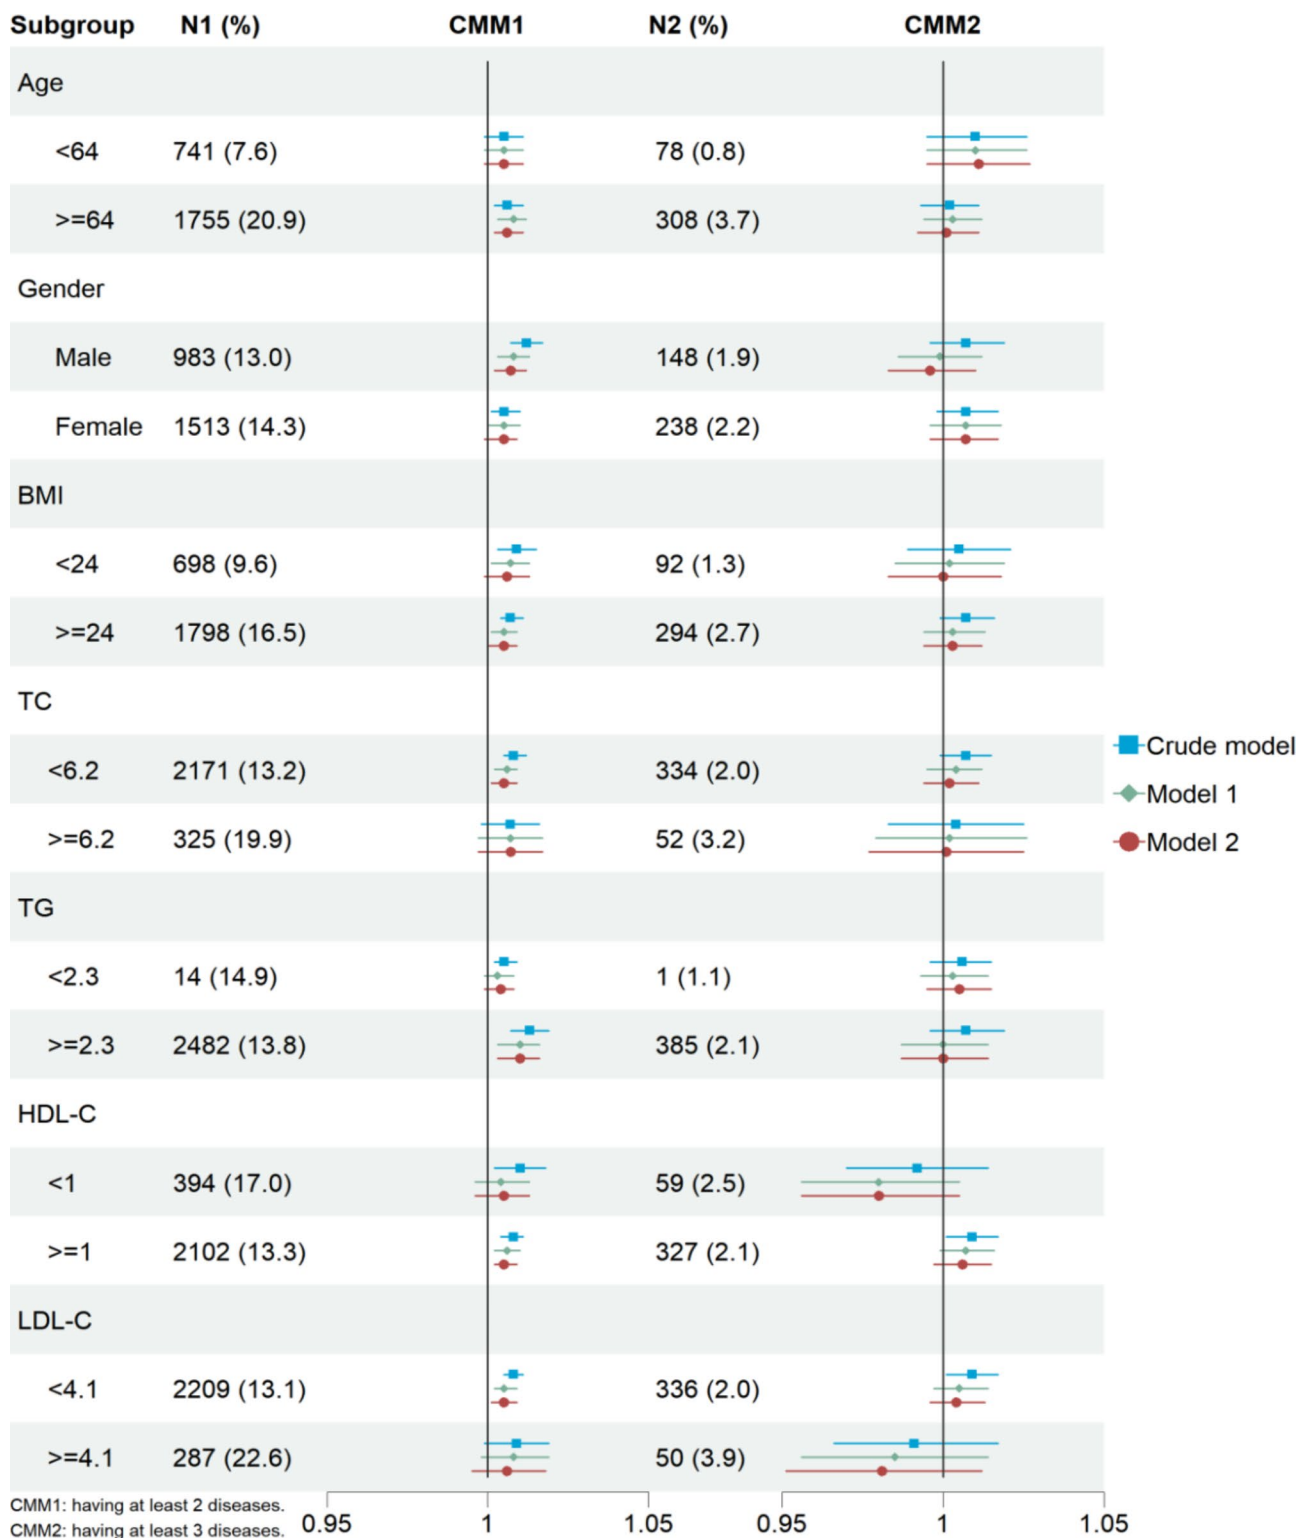 Subgroup N1 (%) CMM1 N2 (%) CMM2
Age
<64 741 (7.6) 78 (0.8)
>=64 1755 (20.9) 308 (3.7)
Gender
Male 983 (13.0) 148 (1.9)
Female 1513 (14.3) 238 (2.2)
BMI
<24 698 (9.6) 92 (1.3)
>=24 1798 (16.5) 294 (2.7)
TC
<6.2 2171 (13.2) 334 (2.0)
>=6.2 325 (19.9) 52 (3.2)
TG
<2.3 14 (14.9) 1 (1.1)
>=2.3 2482 (13.8) 385 (2.1)
HDL-C
<1 394 (17.0) 59 (2.5)
>=1 2102 (13.3) 327 (2.1)
LDL-C
<4.1 2209 (13.1) 336 (2.0)
>=4.1 287 (22.6) 50 (3.9)
Crude model
Model 1
Model 2
CMM1: having at least 2 diseases.
CMM2: having at least 3 diseases.
0.95 1 1.05 0.95 1 1.05